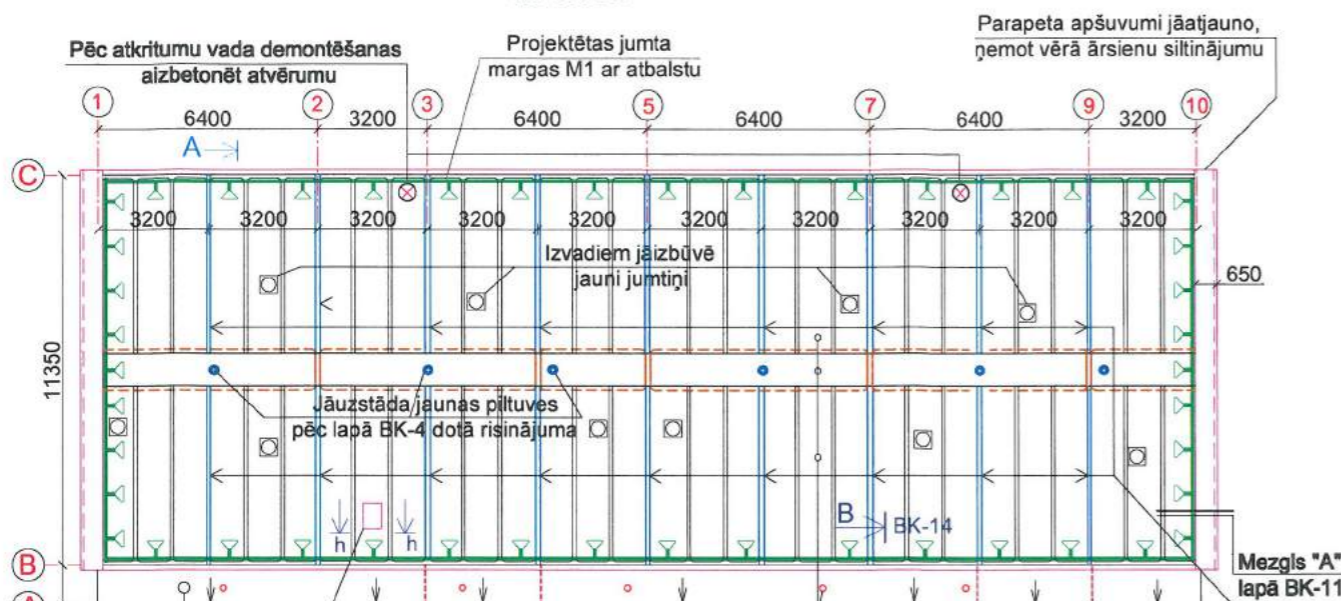 Pēc atkritumu vada demontēšanas
aizbetonēt atvērumu
Projektētas jumta
margas M1 ar atbalstu
Parapeta apšuvumi jāatjauno,
ņemot vērā ārsienu siltinājumu
1 2 3 5 7 9 10
6400 3200 6400 6400 6400 3200
A
C
3200 3200 3200 3200 3200 3200 3200 3200 3200 3200
Izvadiem jāizbūvē
jauni jumtiņi
650
11350
Jāuzstāda jaunas piltuves
pēc lapā BK-4 dotā risinājuma
h h
B BK-14
B
Mezgls "A"
lapā BK-11
A